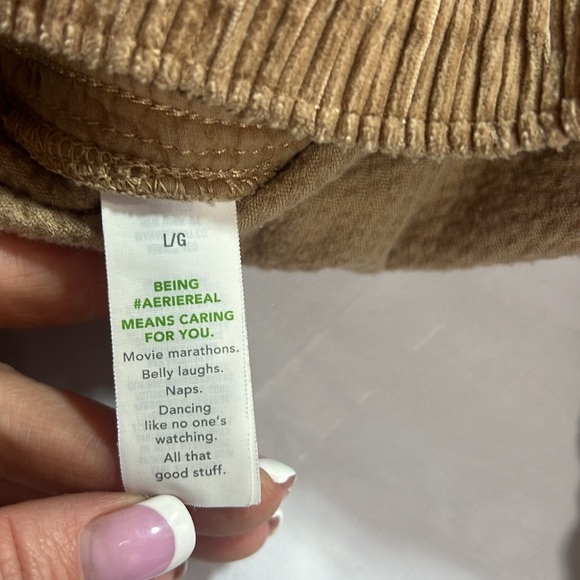 L/G
BEING
#AERIEREAL
MEANS CARING
FOR YOU.
Movie marathons.
Belly laughs.
Naps.
Dancing
like no one's
watching.
All that
good stuff.